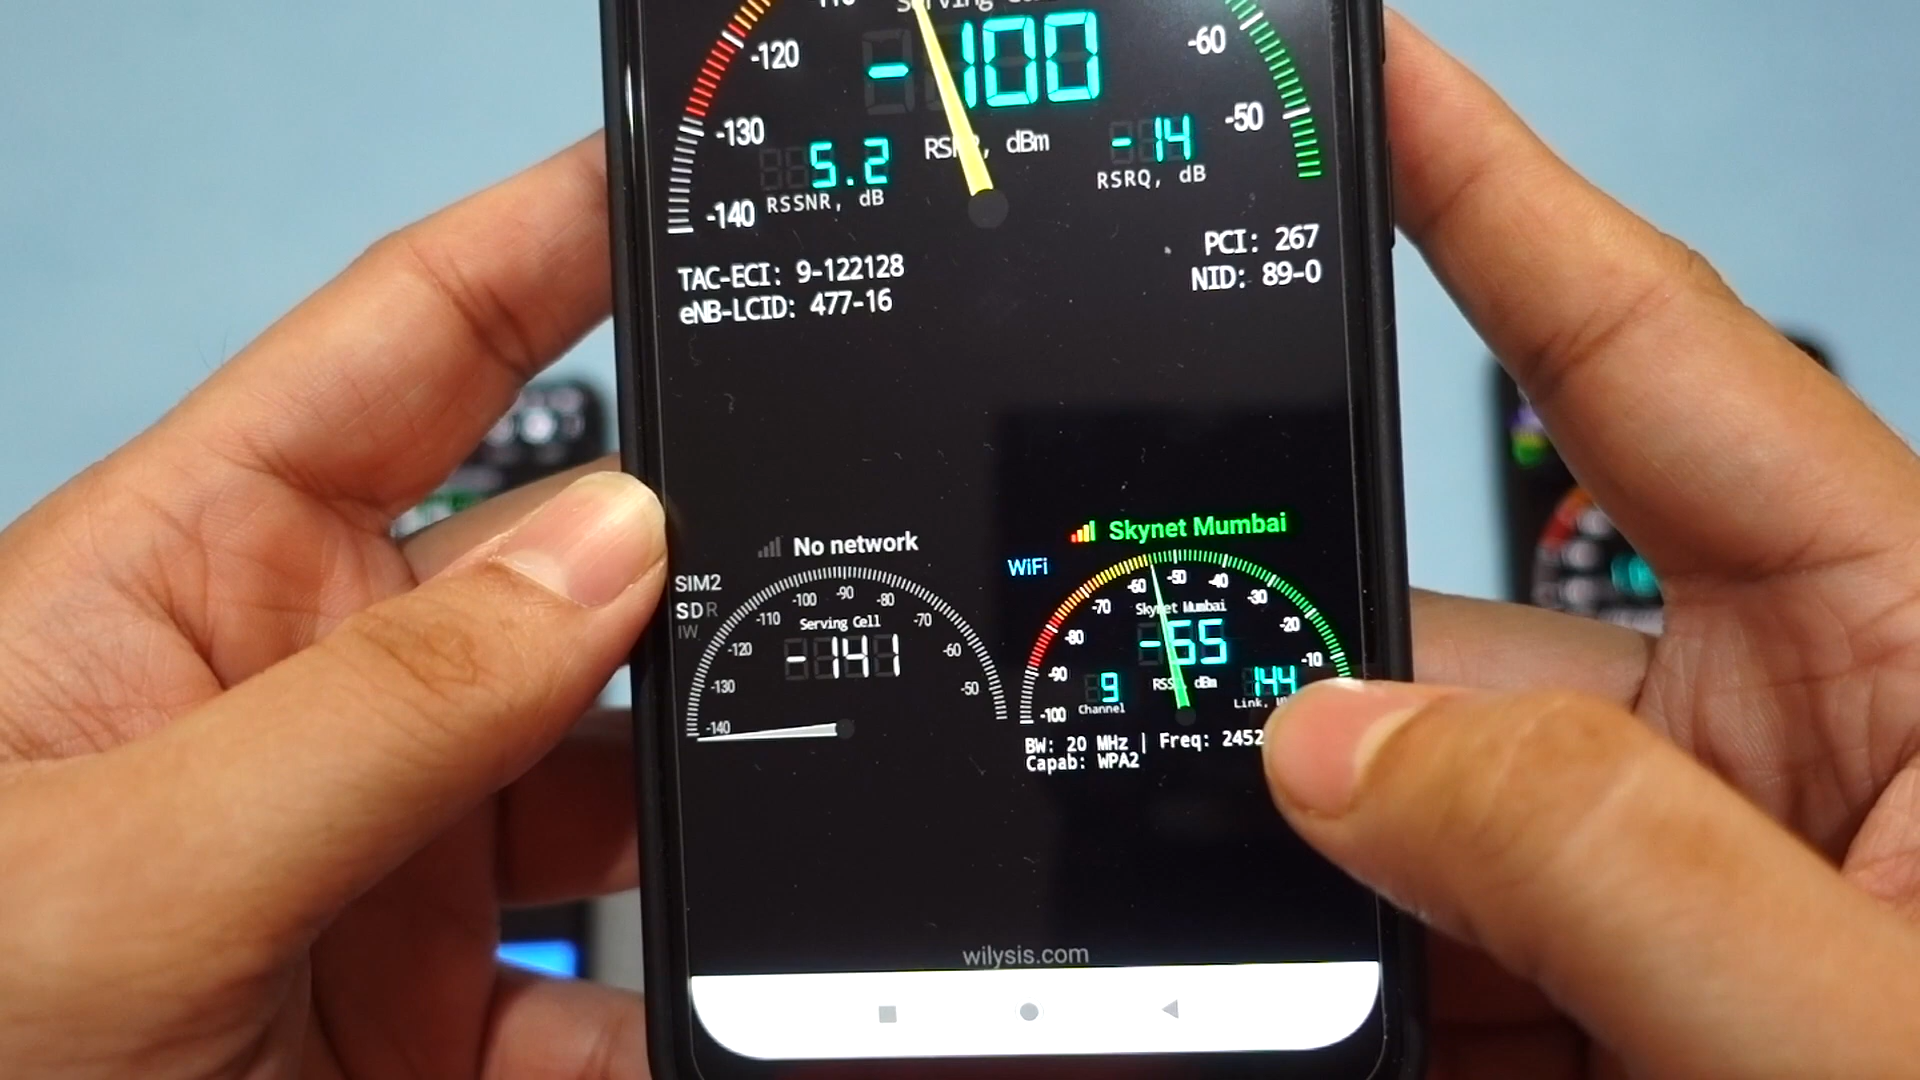 -120
-100
-60
-130
5.2
RSSNR, dB
dBm
-14
RSRQ, dB
-50
-140
TAC-ECI: 9-122128
eNB-LCID: 477-16
PCI: 267
NID: 89-0
No network
SIM2
SDR
IW
-140
-130
-120
-110
-100
-90
-80
-70
-60
-50
Serving Cell
-141
Skynet Mumbai
WiFi
-100
-90
-80
-70
-60
-50
-40
-30
-20
-10
Skynet Mumbai
-65
dBm
9
Channel
144
Link,
BW: 20 MHz | Freq: 2452
Capab: WPA2
wilysis.com